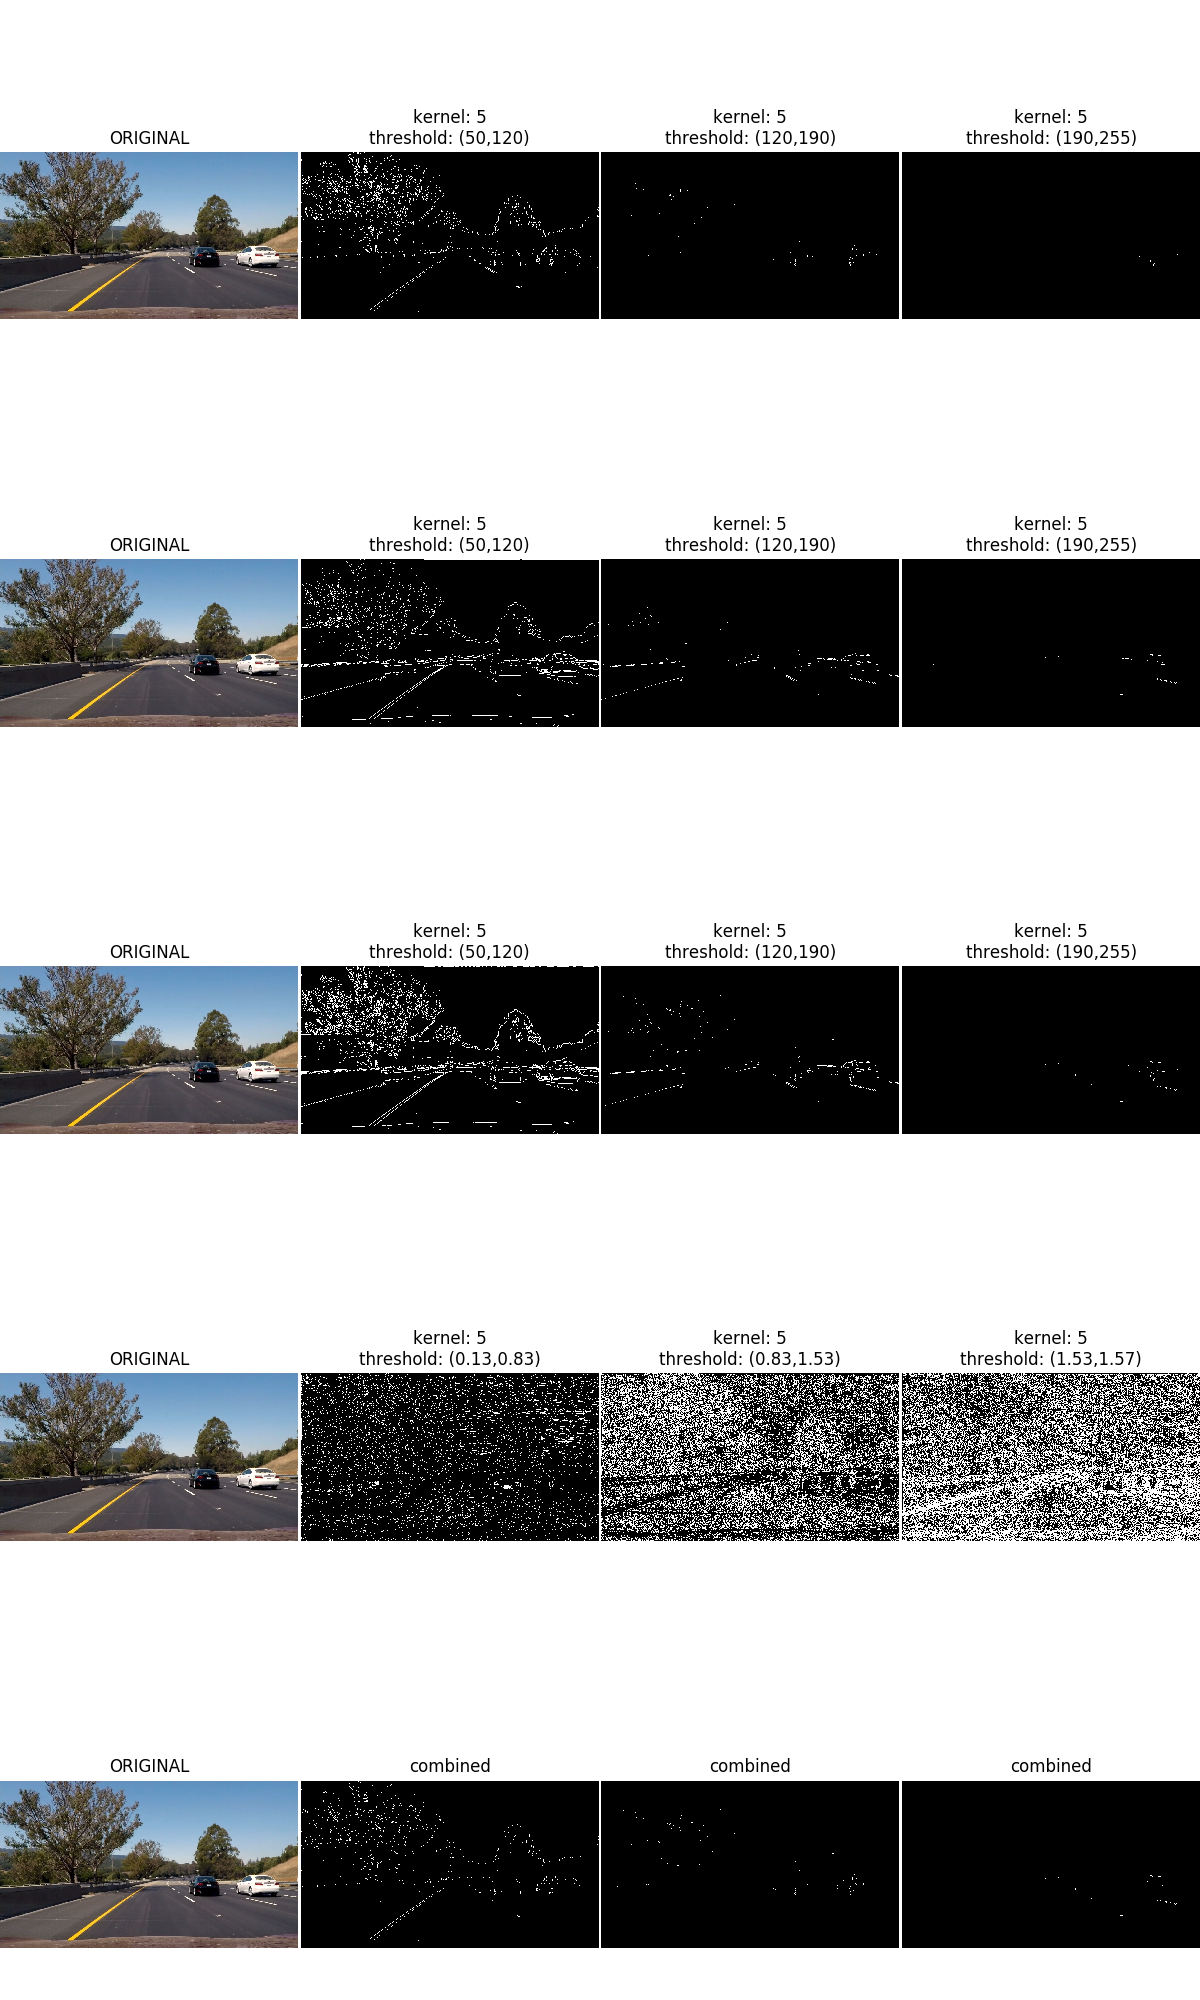 ORIGINAL
kernel: 5
threshold: (50,120)
kernel: 5
threshold: (120,190)
kernel: 5
threshold: (190,255)
ORIGINAL
kernel: 5
threshold: (50,120)
kernel: 5
threshold: (120,190)
kernel: 5
threshold: (190,255)
ORIGINAL
kernel: 5
threshold: (50,120)
kernel: 5
threshold: (120,190)
kernel: 5
threshold: (190,255)
ORIGINAL
kernel: 5
threshold: (0.13,0.83)
kernel: 5
threshold: (0.83,1.53)
kernel: 5
threshold: (1.53,1.57)
ORIGINAL
combined
combined
combined